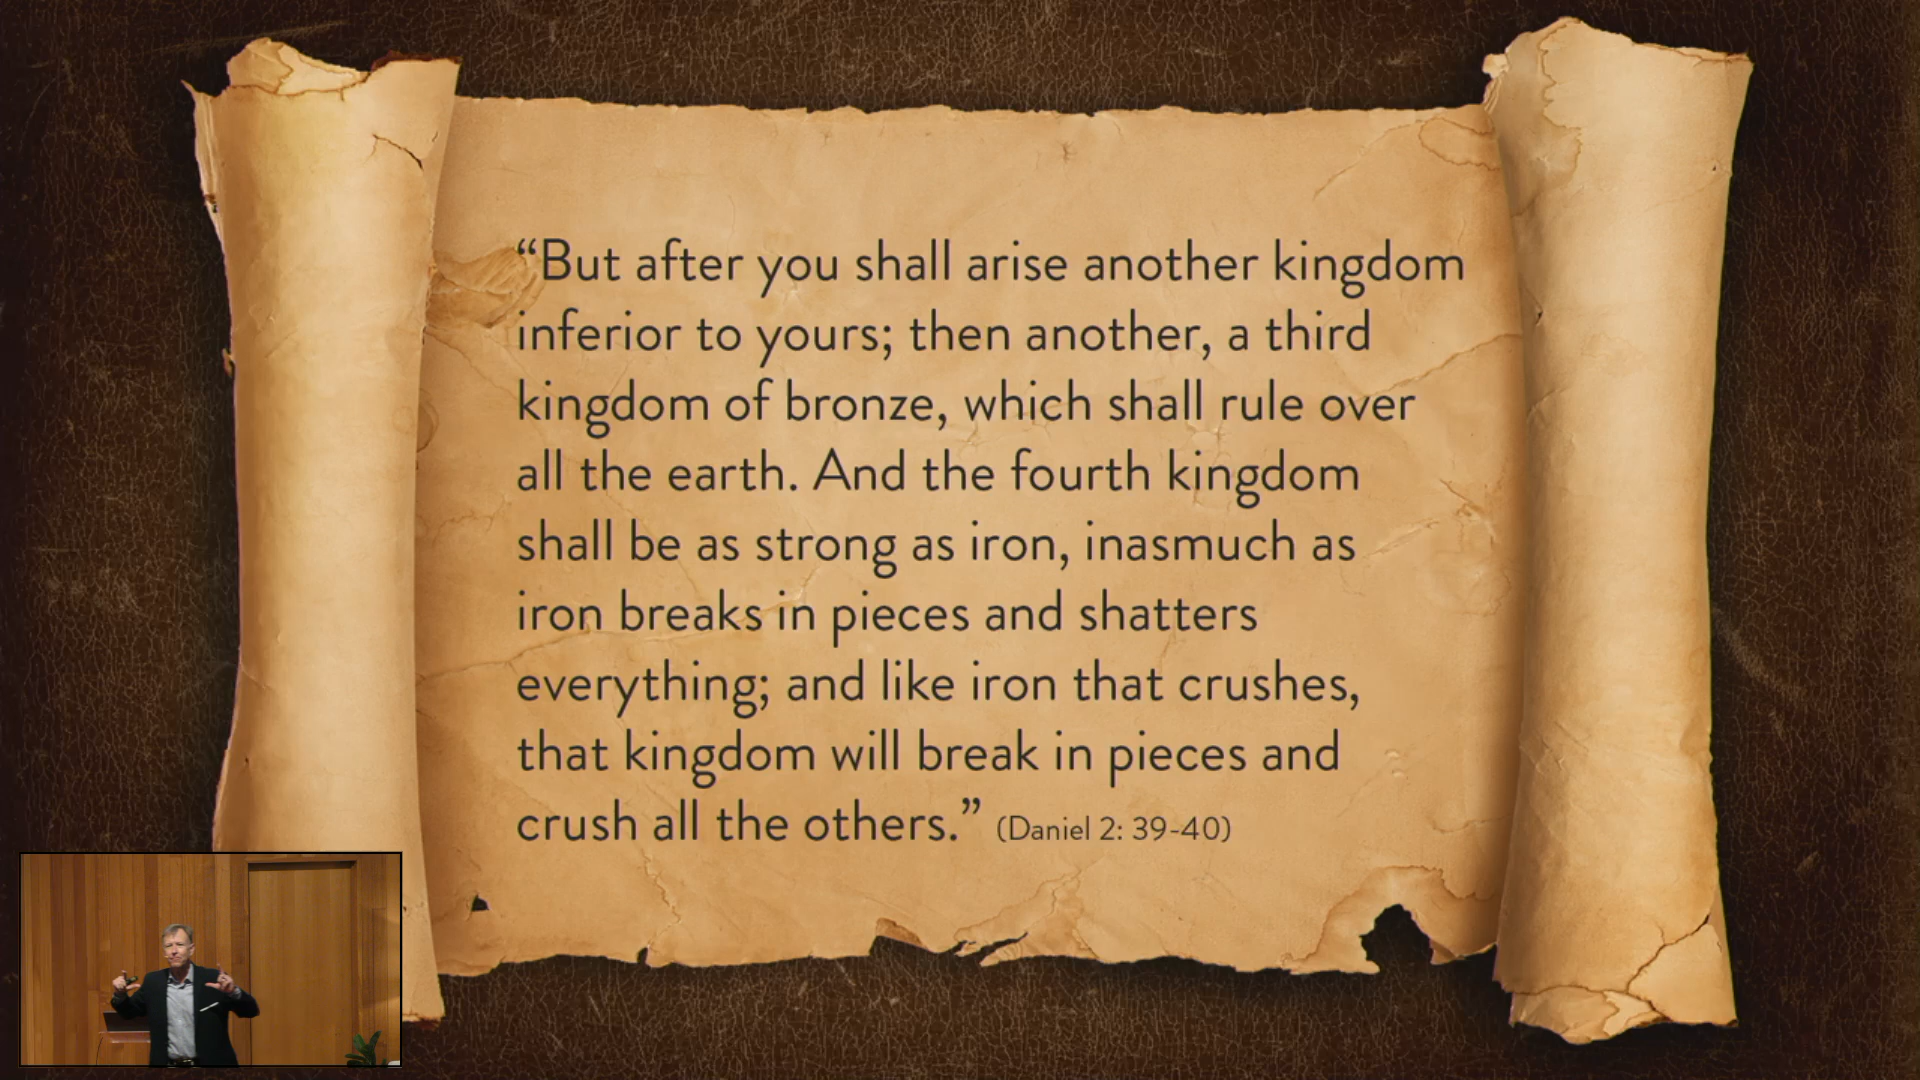 “But after you shall arise another kingdom
inferior to yours; then another, a third
kingdom of bronze, which shall rule over
all the earth. And the fourth kingdom
shall be as strong as iron, inasmuch as
iron breaks in pieces and shatters
everything; and like iron that crushes,
that kingdom will break in pieces and
crush all the others.” (Daniel 2: 39-40)